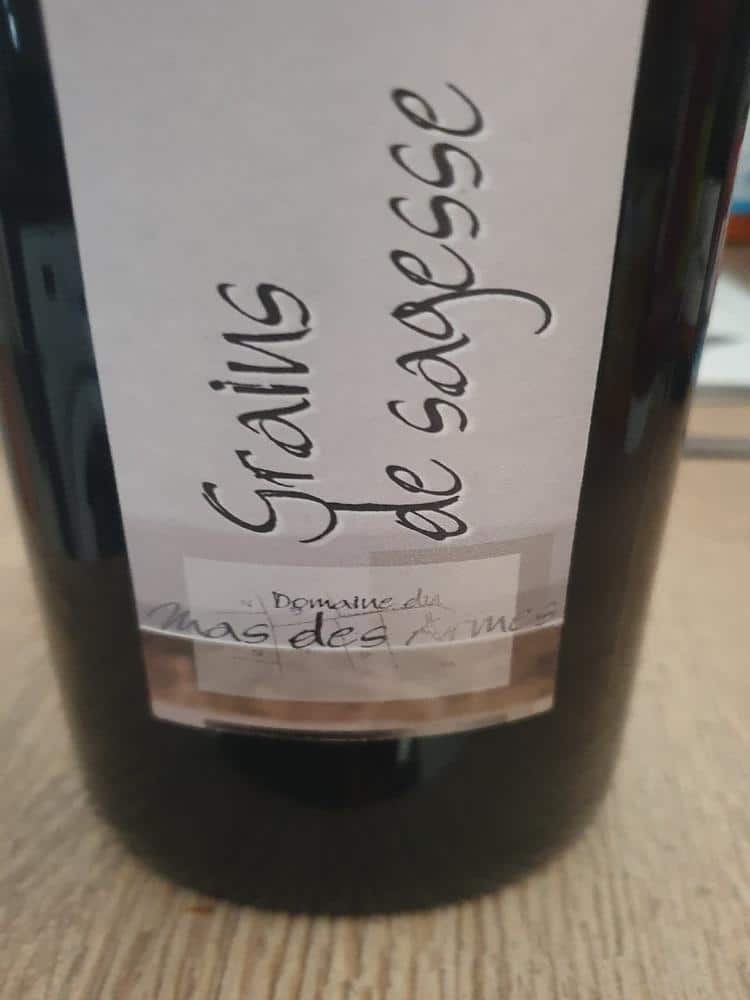 Grains
de sagesse
Domaine du
mas des Armes